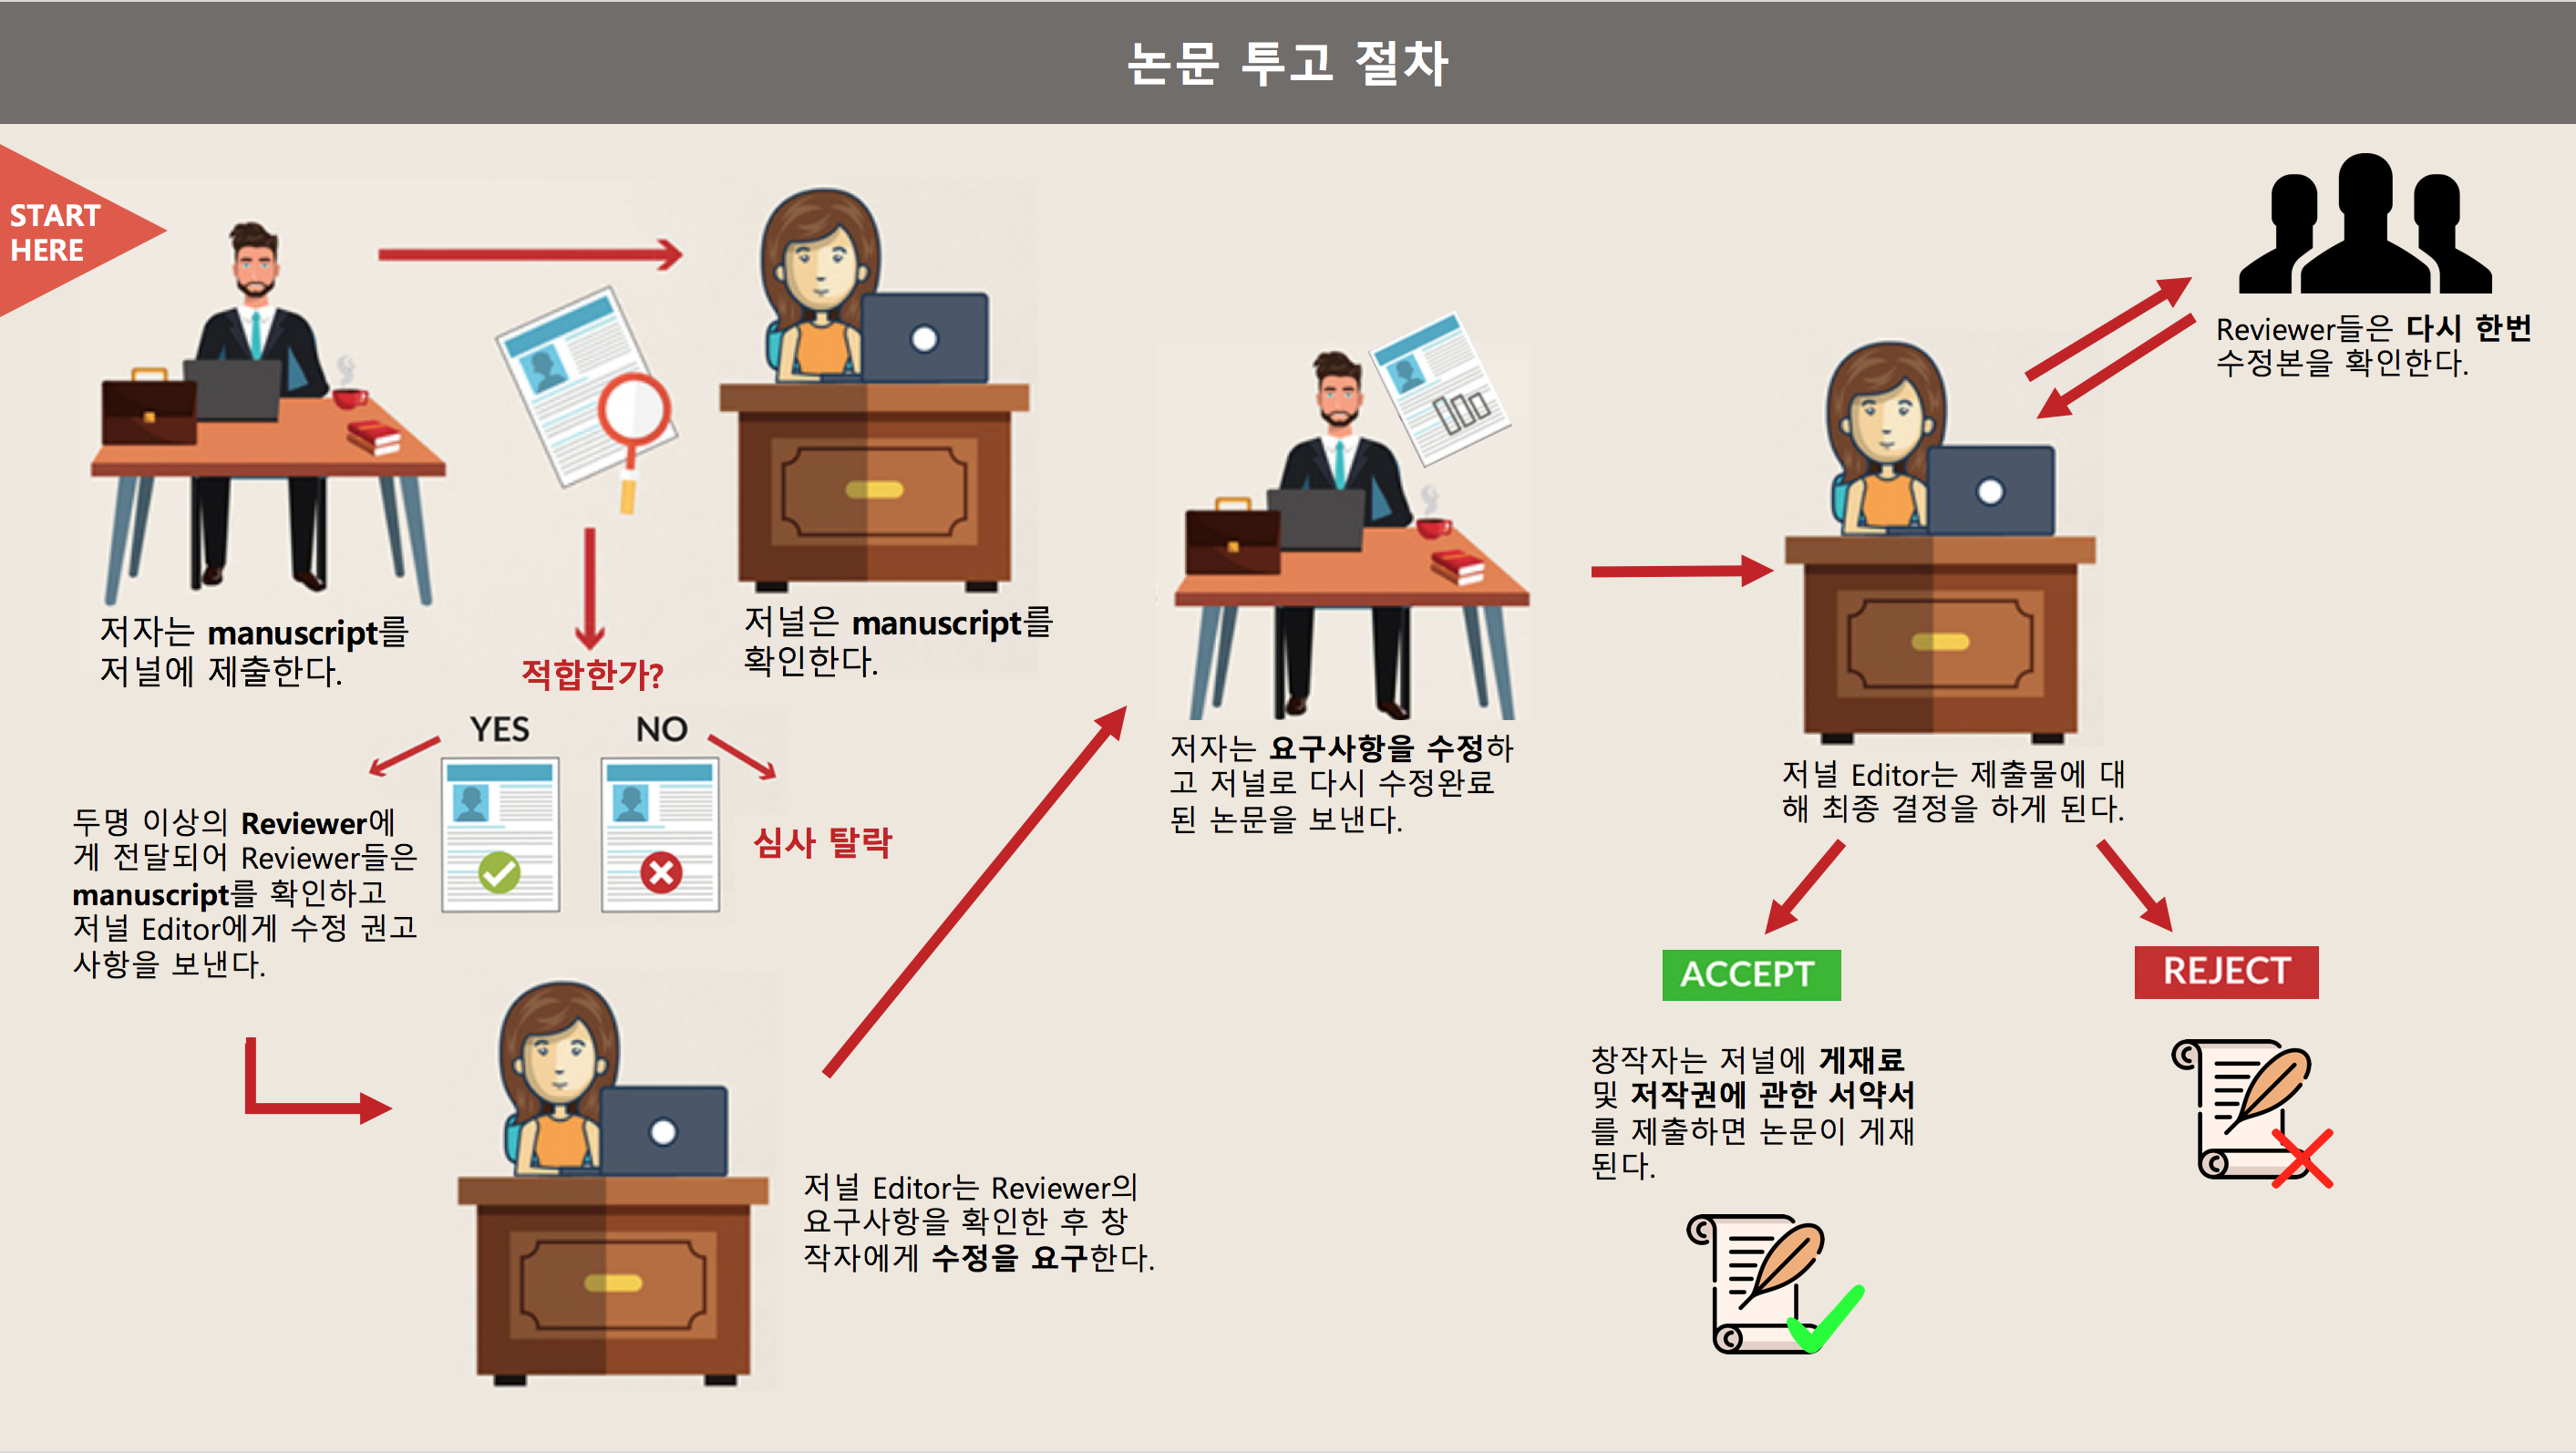 논문 투고 절차
START
HERE
저자는 manuscript를
저널에 제출한다.
저널은 manuscript를
확인한다.
적합한가?
YES
NO
심사 탈락
두명 이상의 Reviewer에
게 전달되어 Reviewer들은
manuscript를 확인하고
저널 Editor에게 수정 권고
사항을 보낸다.
저널 Editor는 Reviewer의
요구사항을 확인한 후 창
작자에게 수정을 요구한다.
저자는 요구사항을 수정하
고 저널로 다시 수정완료
된 논문을 보낸다.
Reviewer들은 다시 한번
수정본을 확인한다.
저널 Editor는 제출물에 대
해 최종 결정을 하게 된다.
ACCEPT
창작자는 저널에 게재료
및 저작권에 관한 서약서
를 제출하면 논문이 게재
된다.
REJECT